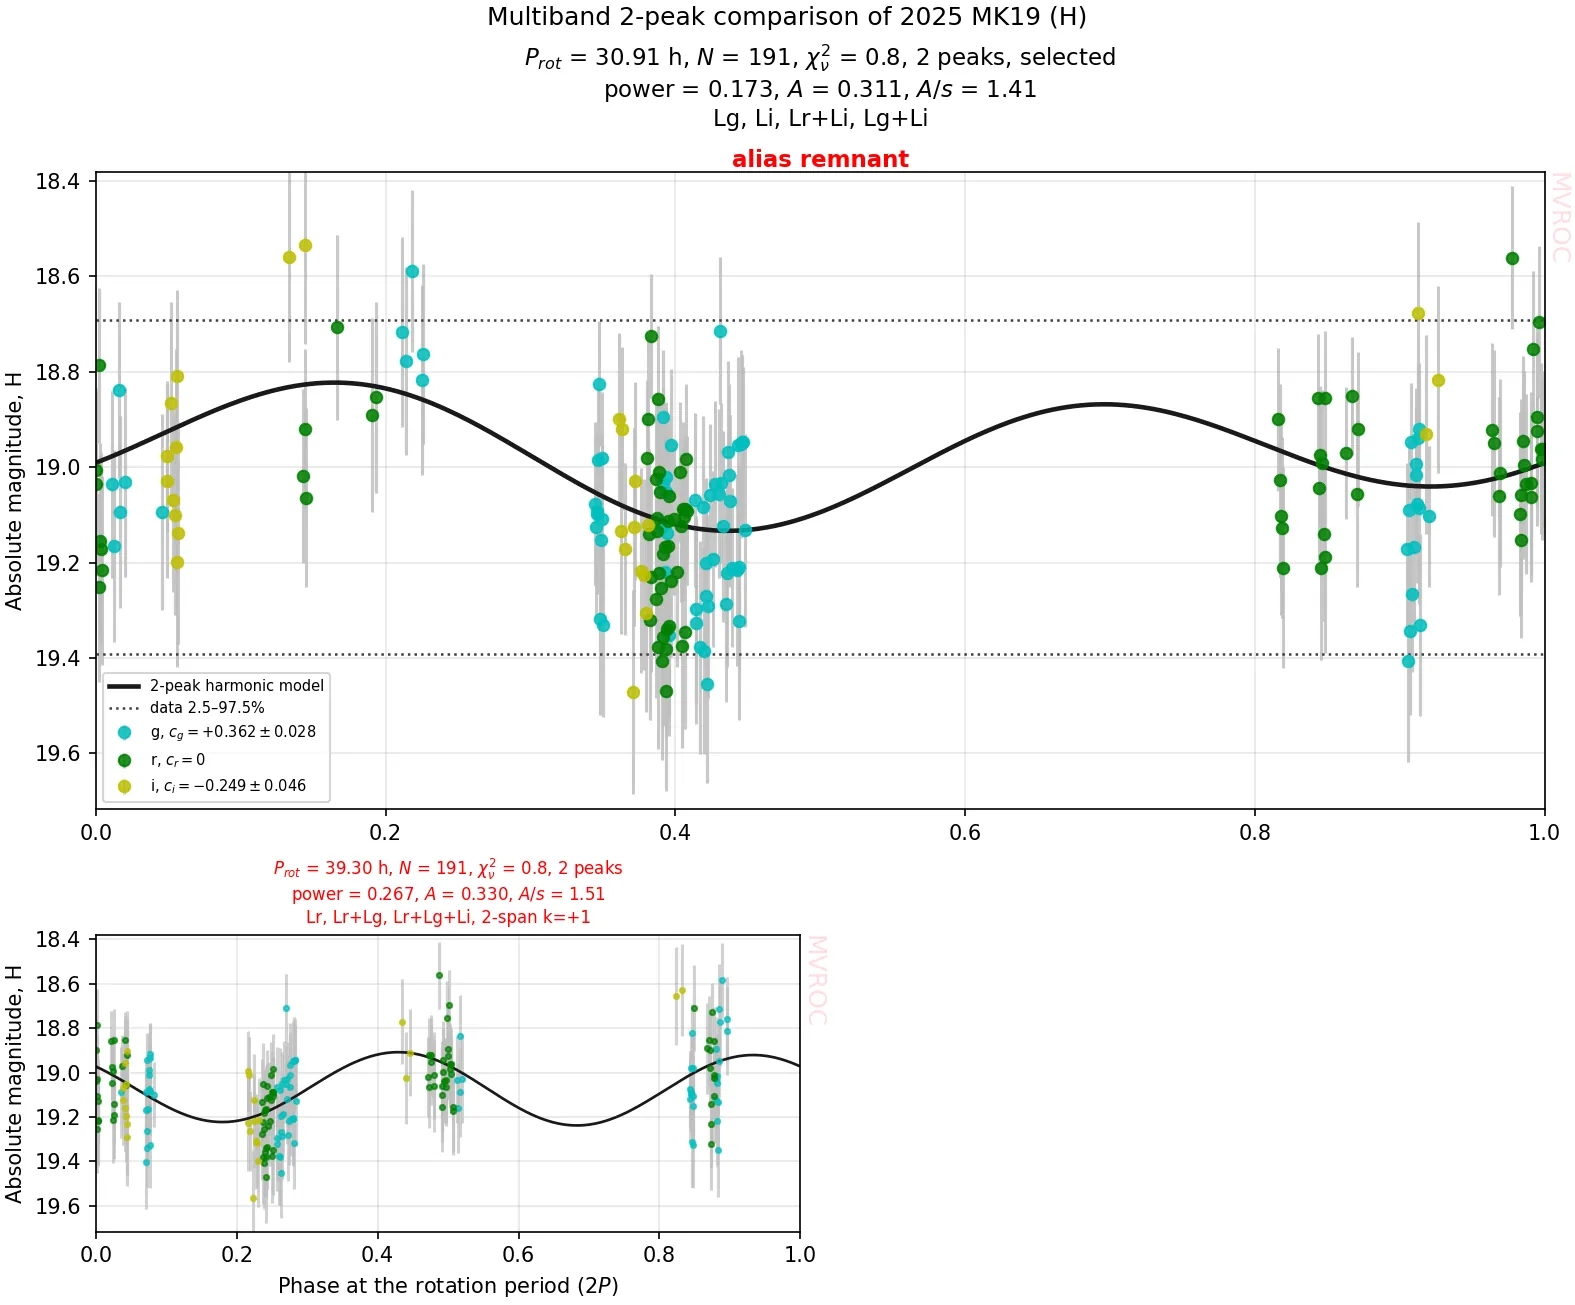 Multiband 2-peak comparison of 2025 MK19 (H)
P_rot = 30.91 h, N = 191, χ²_ν = 0.8, 2 peaks, selected
power = 0.173, A = 0.311, A/s = 1.41
Lg, Li, Lr+Li, Lg+Li
alias remnant
MVROC
Absolute magnitude, H
18.4
18.6
18.8
19.0
19.2
19.4
19.6
2-peak harmonic model
data 2.5–97.5%
g, c_g = +0.362 ± 0.028
r, c_r = 0
i, c_i = −0.249 ± 0.046
0.0 0.2 0.4 0.6 0.8 1.0
P_rot = 39.30 h, N = 191, χ²_ν = 0.8, 2 peaks
power = 0.267, A = 0.330, A/s = 1.51
Lr, Lr+Lg, Lr+Lg+Li, 2-span k=+1
MVROC
Absolute magnitude, H
18.4
18.6
18.8
19.0
19.2
19.4
19.6
0.0 0.2 0.4 0.6 0.8 1.0
Phase at the rotation period (2P)